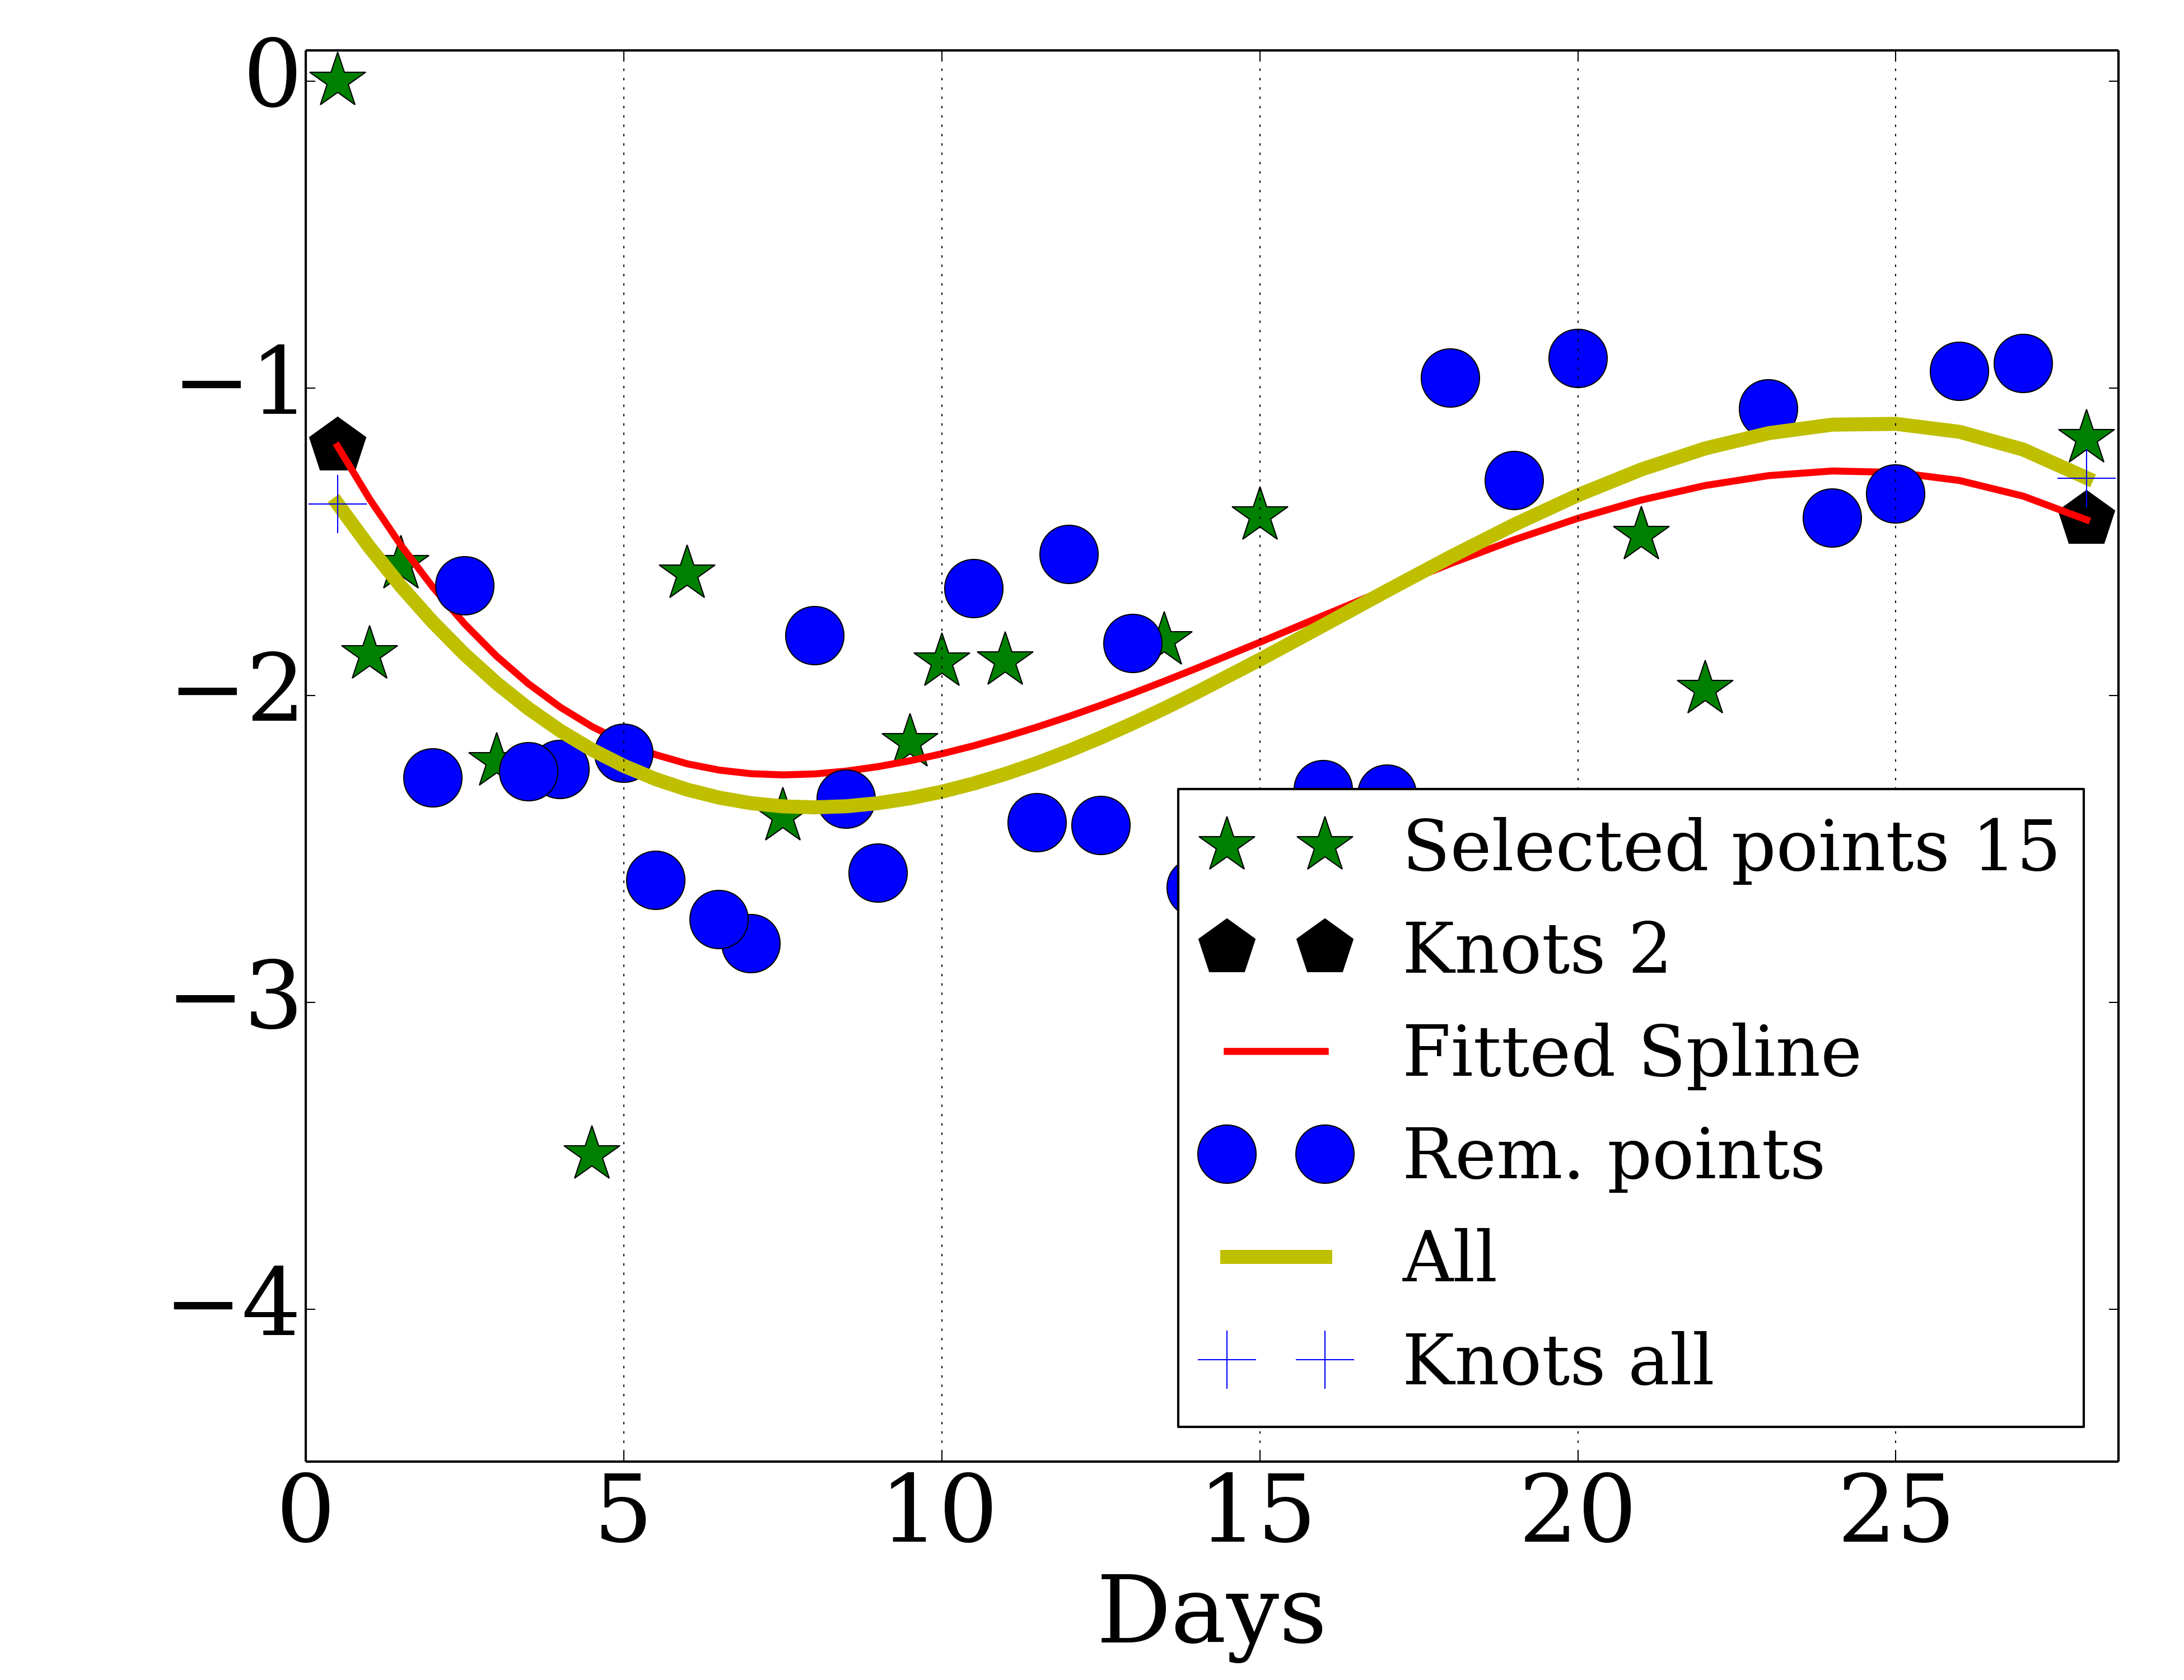 0
−1
−2
−3
−4
Selected points 15
Knots 2
Fitted Spline
Rem. points
All
Knots all
0 5 10 15 20 25
Days